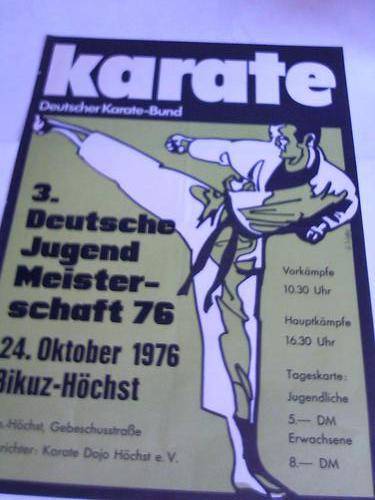 karate
Deutscher Karate-Bund
3.
Deutsche
Jugend
Meister-
schaft 76
24. Oktober 1976
Bikuz-Höchst
-Höchst, Gebeschusstraße
richter: Karate Dojo Höchst e. V.
Vorkämpfe
10.30 Uhr
Hauptkämpfe
16.30 Uhr
Tageskarte:
Jugendliche
5.— DM
Erwachsene
8.— DM